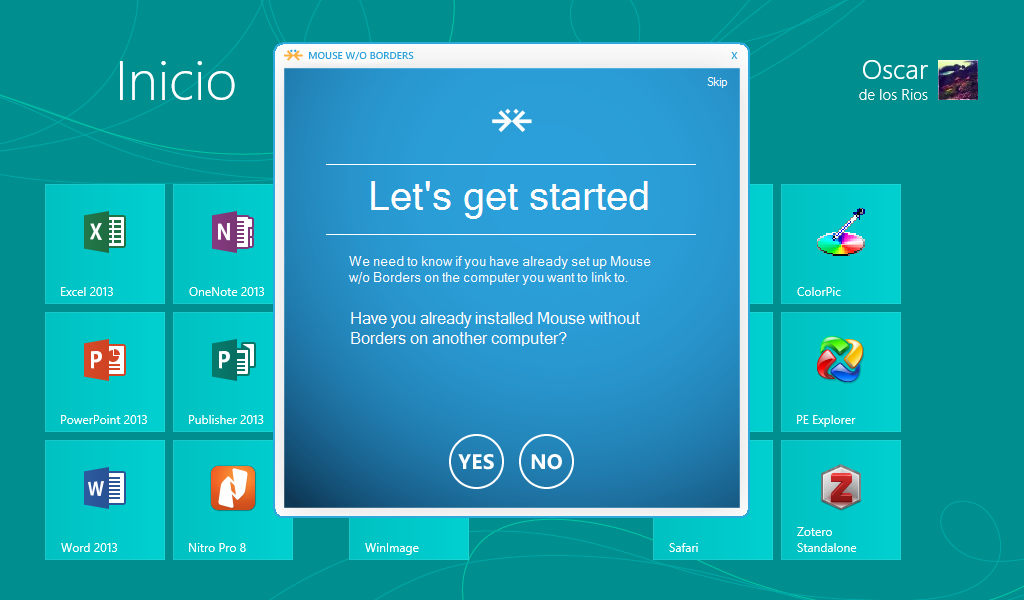 MOUSE W/O BORDERS
X
Skip
Inicio
Oscar
de los Rios
Let's get started
We need to know if you have already set up Mouse
w/o Borders on the computer you want to link to.
Have you already installed Mouse without
Borders on another computer?
YES
NO
X
Excel 2013
N
OneNote 2013
ColorPic
P
PowerPoint 2013
P
Publisher 2013
PE Explorer
W
Word 2013
Nitro Pro 8
WinImage
Safari
Z
Zotero
Standalone